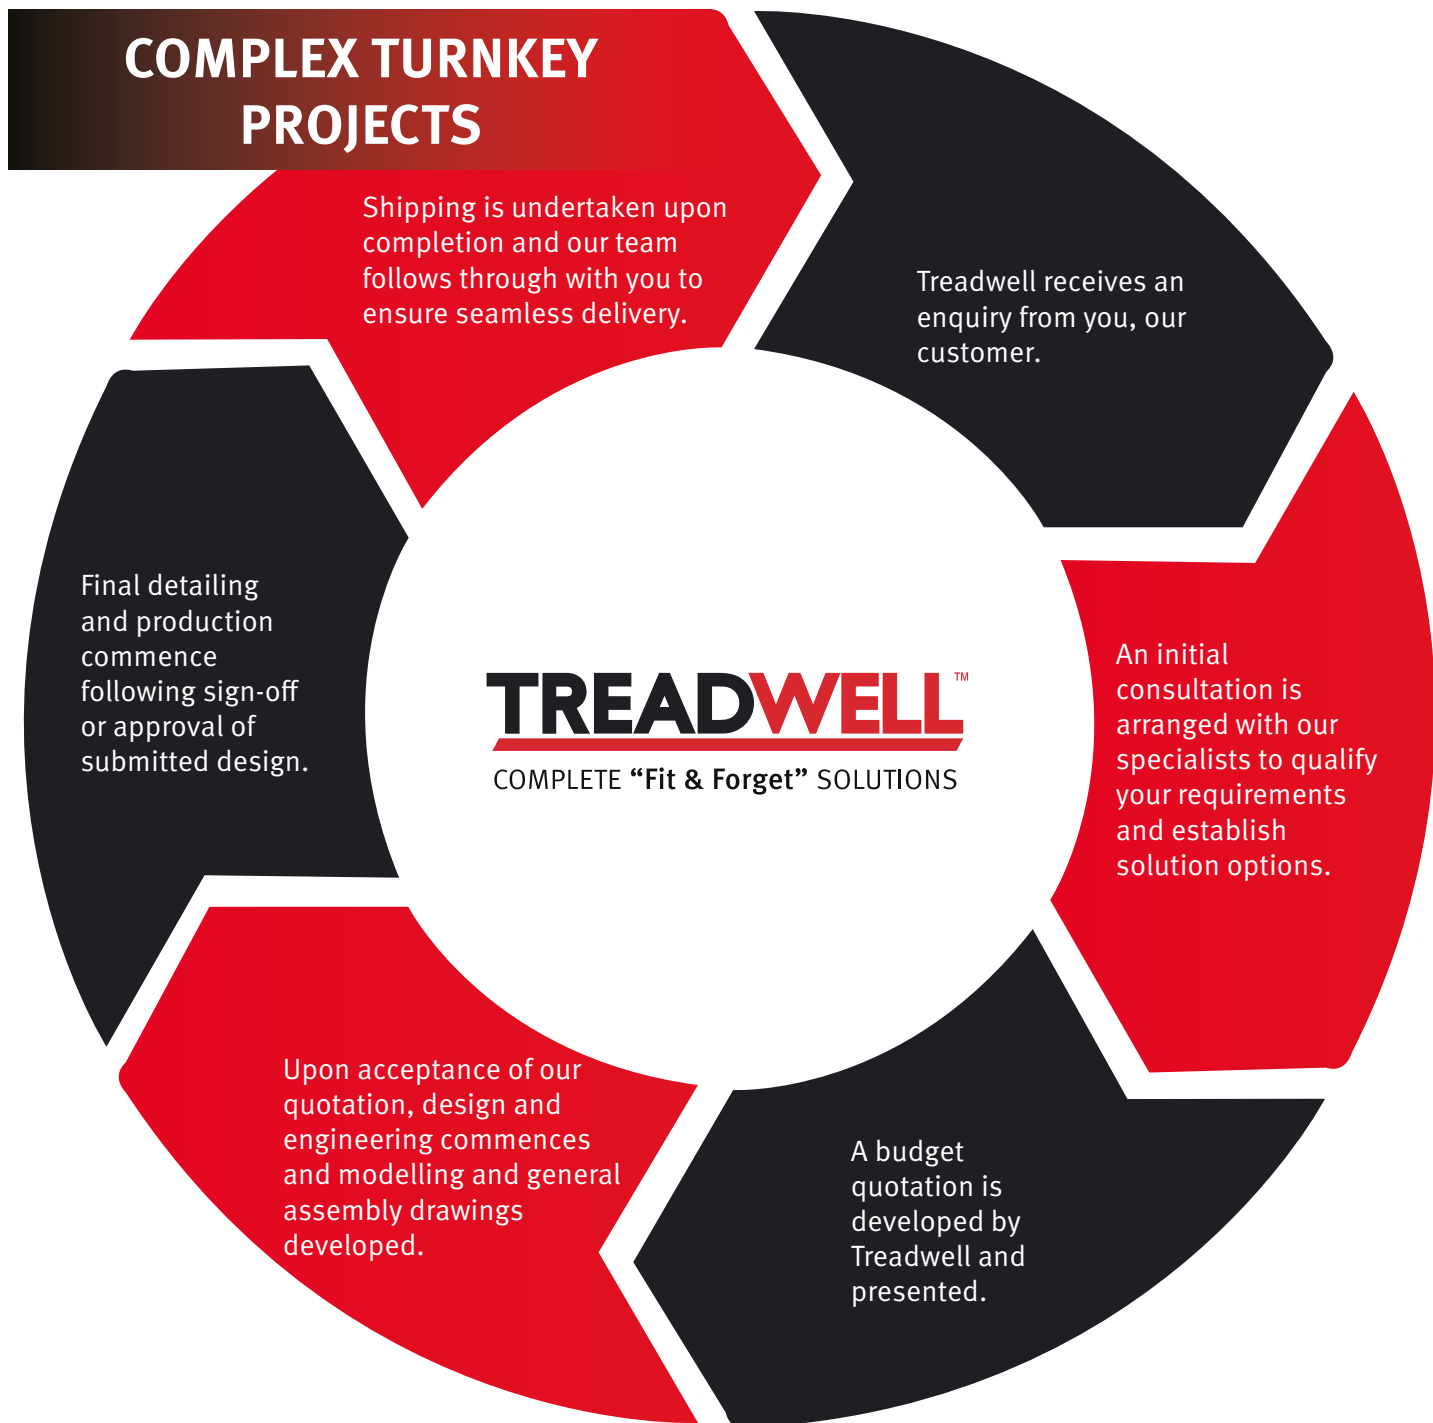 COMPLEX TURNKEY
PROJECTS
Shipping is undertaken upon
completion and our team
follows through with you to
ensure seamless delivery.
Treadwell receives an
enquiry from you, our
customer.
An initial
consultation is
arranged with our
specialists to qualify
your requirements
and establish
solution options.
A budget
quotation is
developed by
Treadwell and
presented.
Upon acceptance of our
quotation, design and
engineering commences
and modelling and general
assembly drawings
developed.
Final detailing
and production
commence
following sign-off
or approval of
submitted design.
TREADWELL™
COMPLETE “Fit & Forget” SOLUTIONS